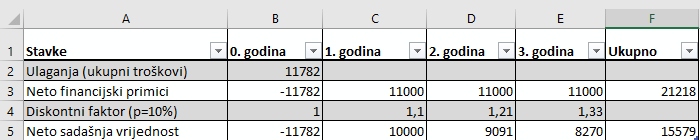 A B C D E F
1 Stavke 0. godina 1. godina 2. godina 3. godina Ukupno
2 Ulaganja (ukupni troškovi) 11782
3 Neto financijski primici -11782 11000 11000 11000 21218
4 Diskontni faktor (p=10%) 1 1,1 1,21 1,33
5 Neto sadašnja vrijednost -11782 10000 9091 8270 15579